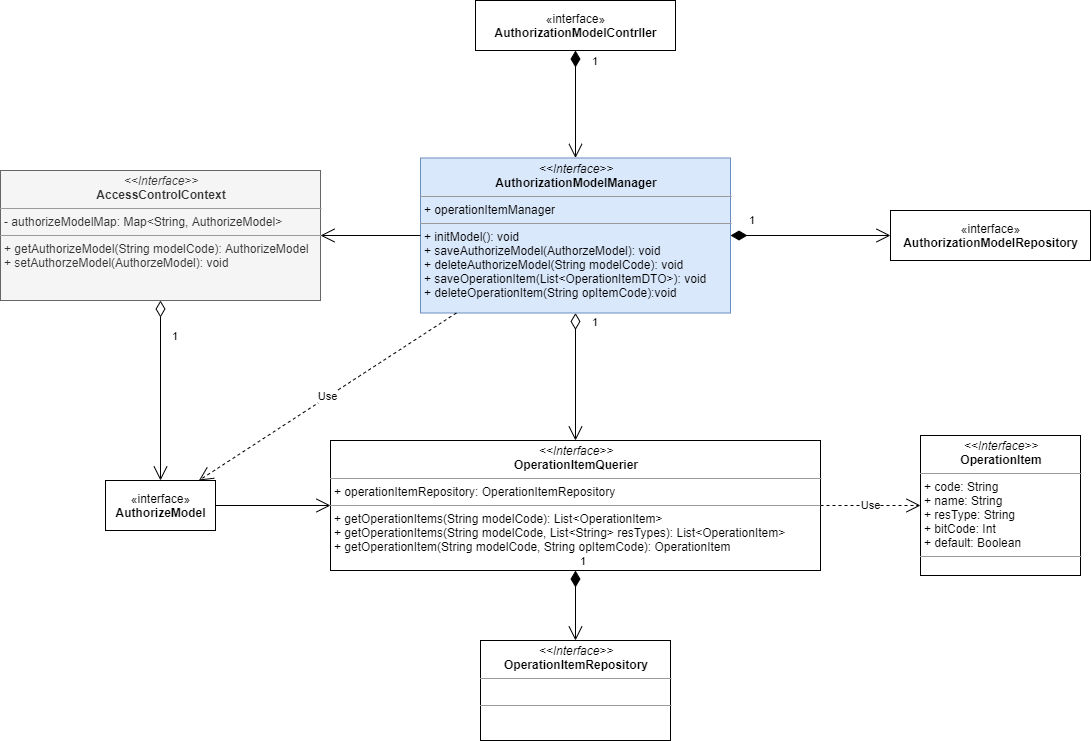 «interface»
AuthorizationModelContrller
1
<<Interface>>
AccessControlContext
- authorizeModelMap: Map<String, AuthorizeModel>
+ getAuthorizeModel(String modelCode): AuthorizeModel
+ setAuthorzeModel(AuthorzeModel): void
1
<<Interface>>
AuthorizationModelManager
+ operationItemManager
+ initModel(): void
+ saveAuthorizeModel(AuthorzeModel): void
+ deleteAuthorizeModel(String modelCode): void
+ saveOperationItem(List<OperationItemDTO>): void
+ deleteOperationItem(String opItemCode):void
1
1
«interface»
AuthorizationModelRepository
Use
«interface»
AuthorizeModel
<<Interface>>
OperationItemQuerier
+ operationItemRepository: OperationItemRepository
+ getOperationItems(String modelCode): List<OperationItem>
+ getOperationItems(String modelCode, List<String> resTypes): List<OperationItem>
+ getOperationItem(String modelCode, String opItemCode): OperationItem
1
Use
<<Interface>>
OperationItem
+ code: String
+ name: String
+ resType: String
+ bitCode: Int
+ default: Boolean
<<Interface>>
OperationItemRepository